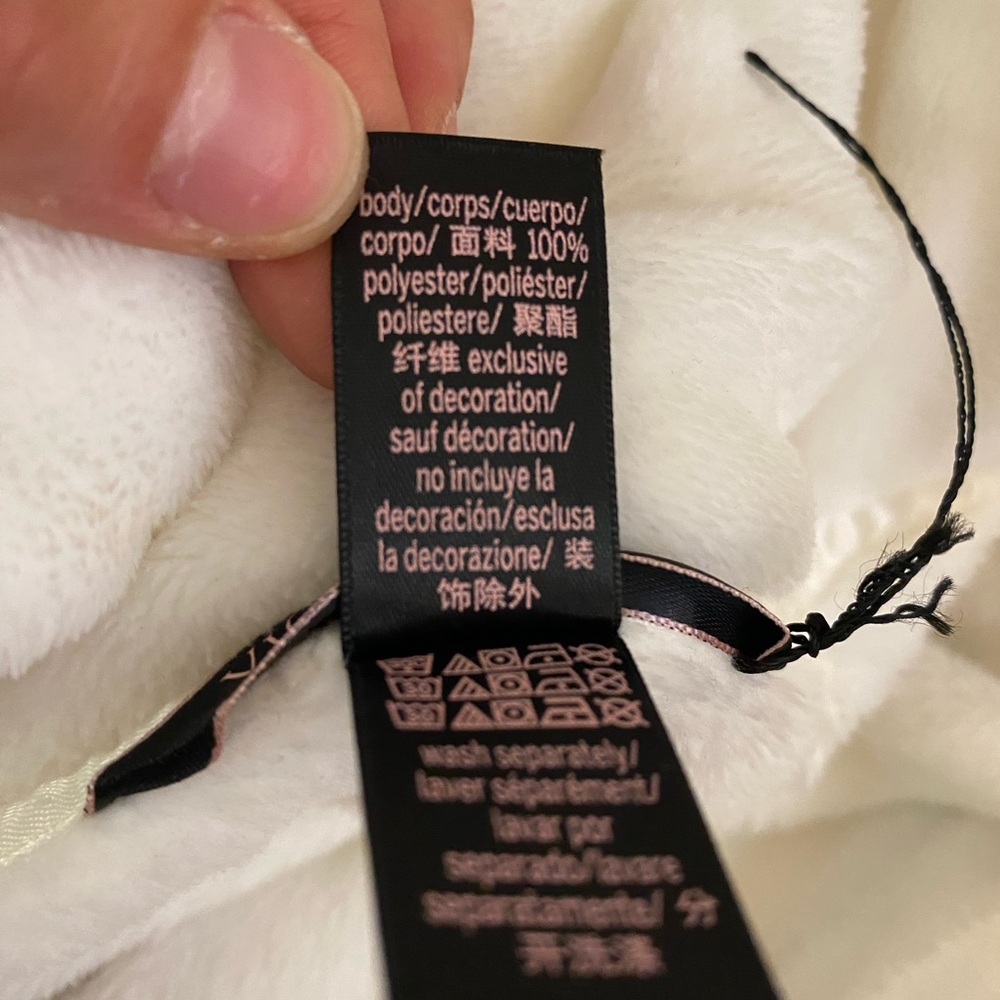 body/corps/cuerpo/
corpo/ 面料 100%
polyester/poliéster/
poliestere/ 聚酯
纤维 exclusive
of decoration/
sauf décoration/
no incluye la
decoración/esclusa
la decorazione/ 装
饰除外
30
30
wash separately/
laver séparément/
lavar por
separado/lavare
separatamente/ 分
开洗涤